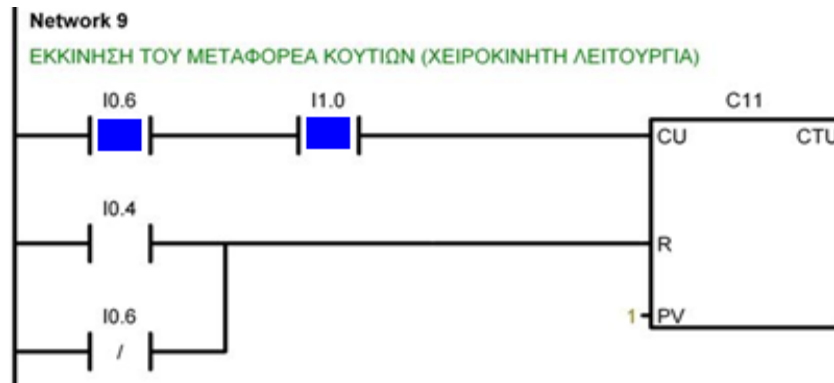 Network 9
ΕΚΚΙΝΗΣΗ ΤΟΥ ΜΕΤΑΦΟΡΕΑ ΚΟΥΤΙΩΝ (ΧΕΙΡΟΚΙΝΗΤΗ ΛΕΙΤΟΥΡΓΙΑ)
I0.6 I1.0 C11
CU CTU
I0.4
R
I0.6
1 PV
/